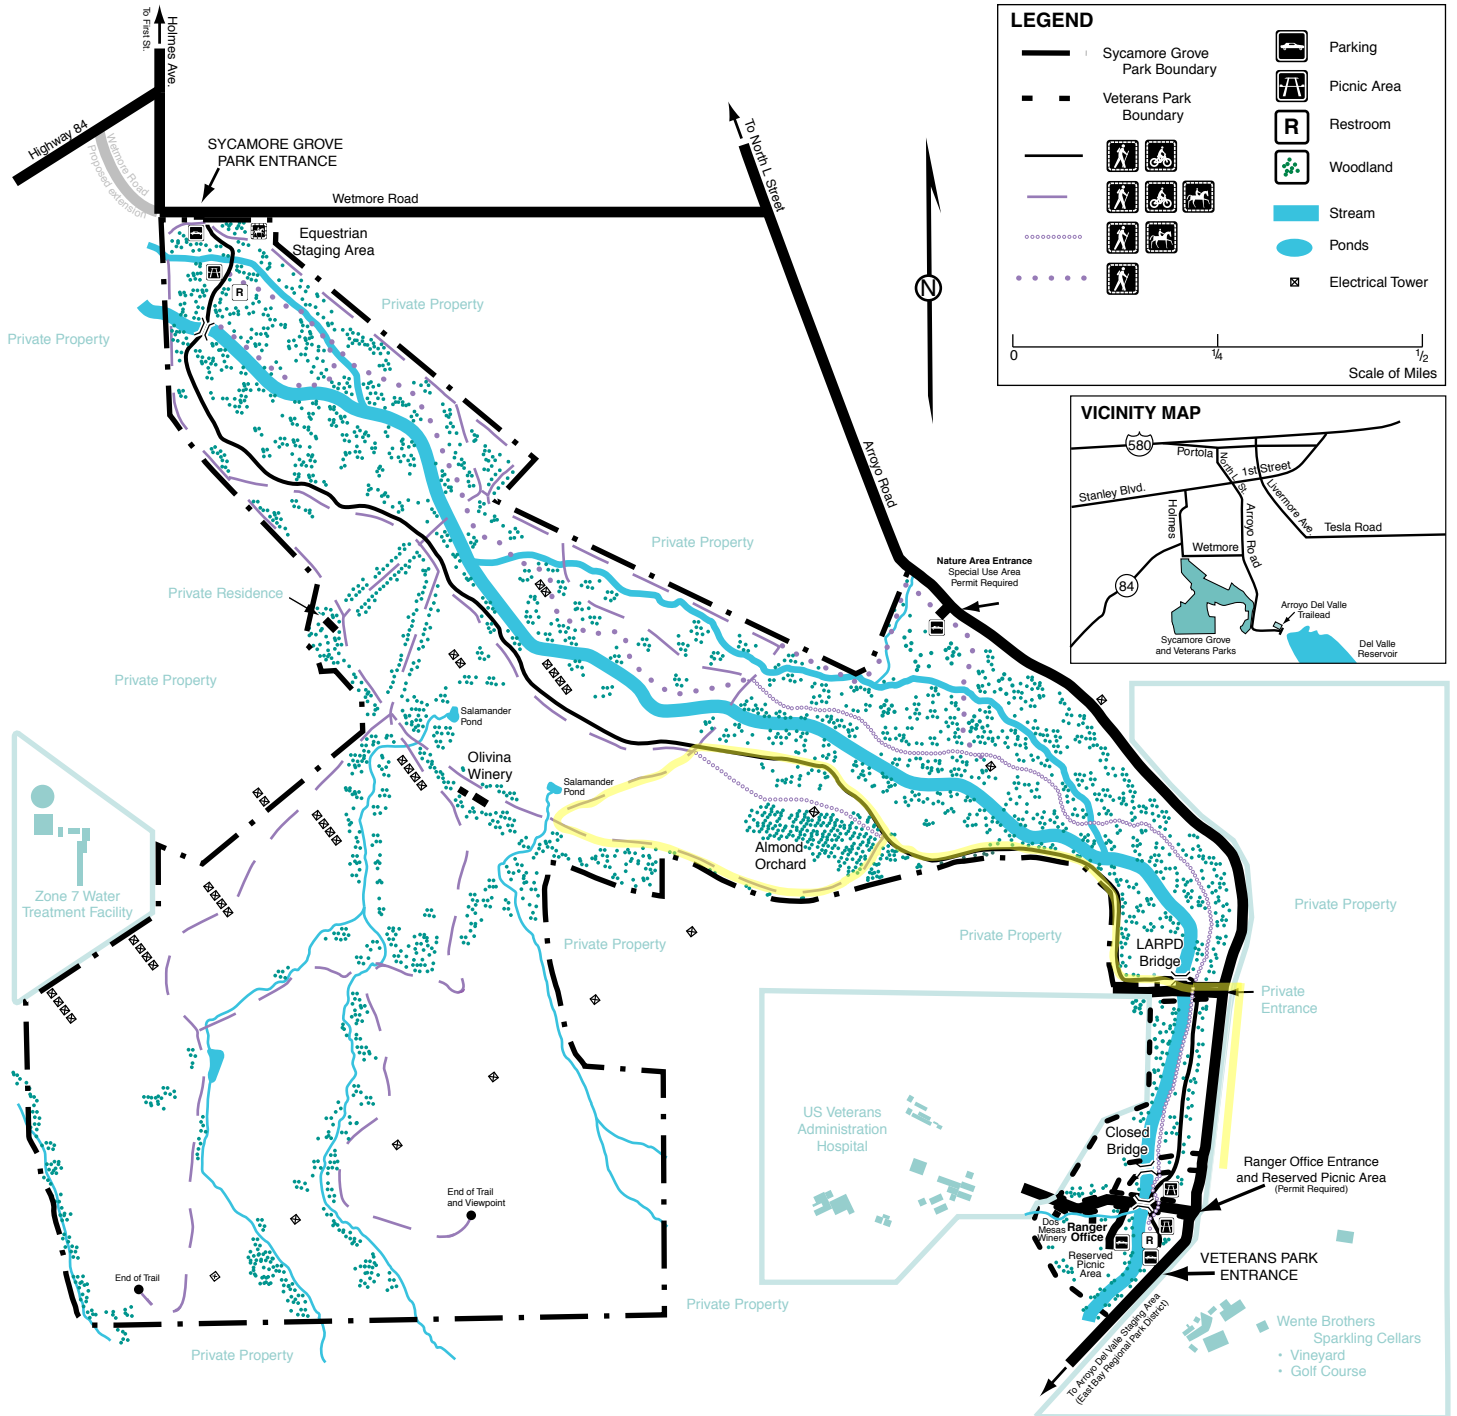 To First St.
Holmes Ave.
Highway 84
Wetmore Road
Proposed extension
SYCAMORE GROVE
PARK ENTRANCE
Wetmore Road
To North L Street
Equestrian
Staging Area
R
Private Property
Private Property
N
Arroyo Road
LEGEND
Sycamore Grove
Park Boundary
Veterans Park
Boundary
Parking
Picnic Area
R
Restroom
Woodland
Stream
Ponds
Electrical Tower
0
1/4
1/2
Scale of Miles
VICINITY MAP
580
Portola
North L St.
1st Street
Stanley Blvd.
Livermore Ave.
Holmes
Arroyo Road
Tesla Road
Wetmore
84
Arroyo Del Valle
Trailead
Sycamore Grove
and Veterans Parks
Del Valle
Reservoir
Private Property
Nature Area Entrance
Special Use Area
Permit Required
Private Residence
Private Property
Salamander
Pond
Olivina
Winery
Salamander
Pond
Almond
Orchard
Zone 7 Water
Treatment Facility
Private Property
Private Property
Private Property
LARPD
Bridge
Private
Entrance
US Veterans
Administration
Hospital
Closed
Bridge
Ranger Office Entrance
and Reserved Picnic Area
(Permit Required)
End of Trail
and Viewpoint
Dos
Mesas
Winery
Ranger
Office
R
Reserved
Picnic
Area
VETERANS PARK
ENTRANCE
End of Trail
Private Property
Private Property
To Arroyo Del Valle Staging Area
(East Bay Regional Park District)
Wente Brothers
Sparkling Cellars
• Vineyard
• Golf Course